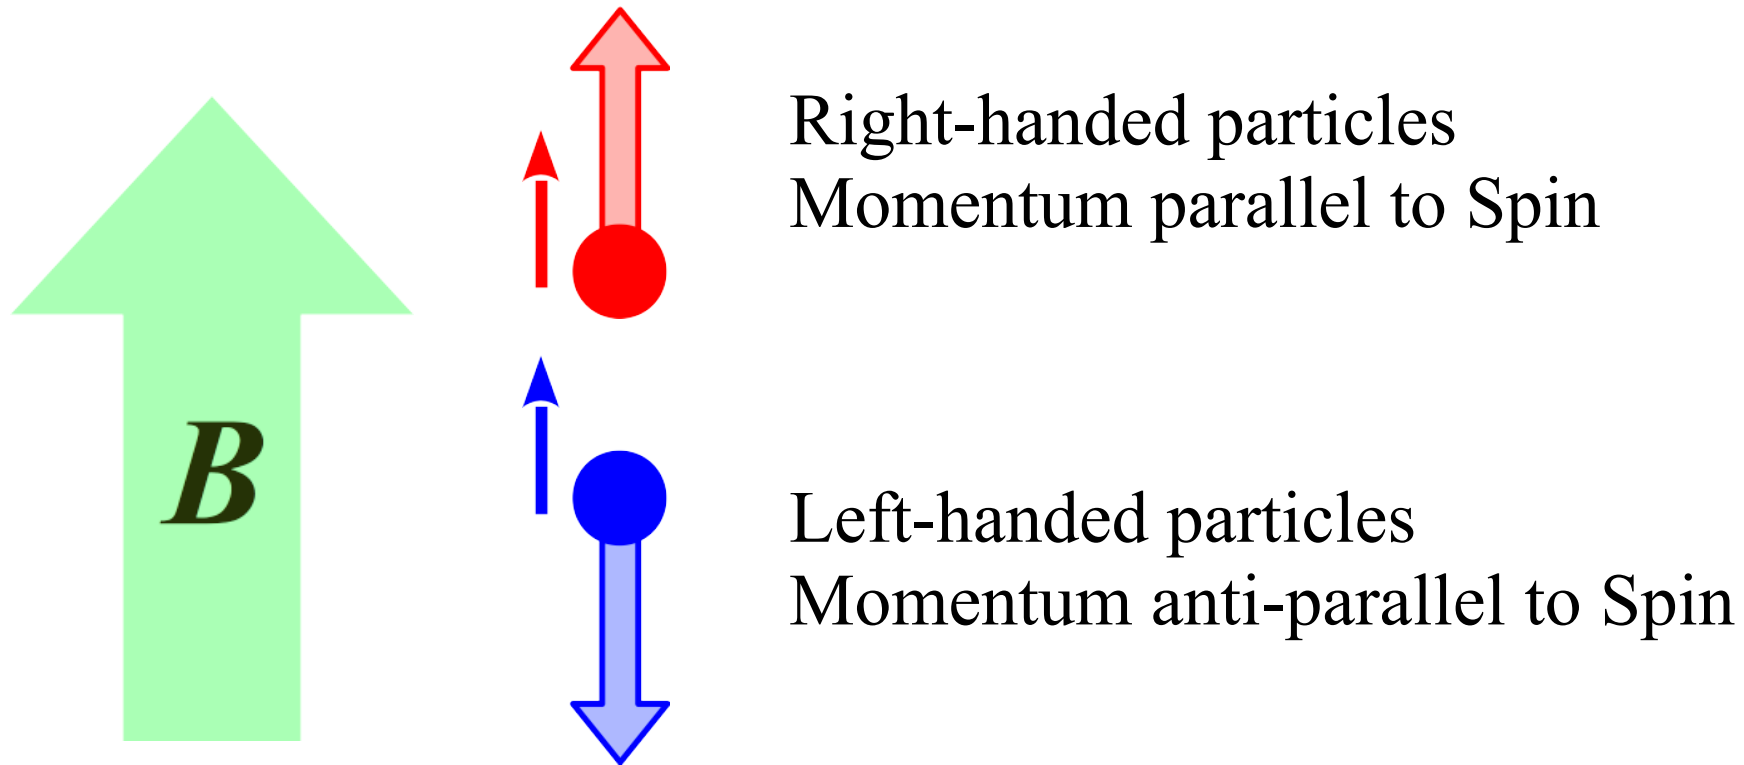 Right-handed particles
Momentum parallel to Spin
B
Left-handed particles
Momentum anti-parallel to Spin